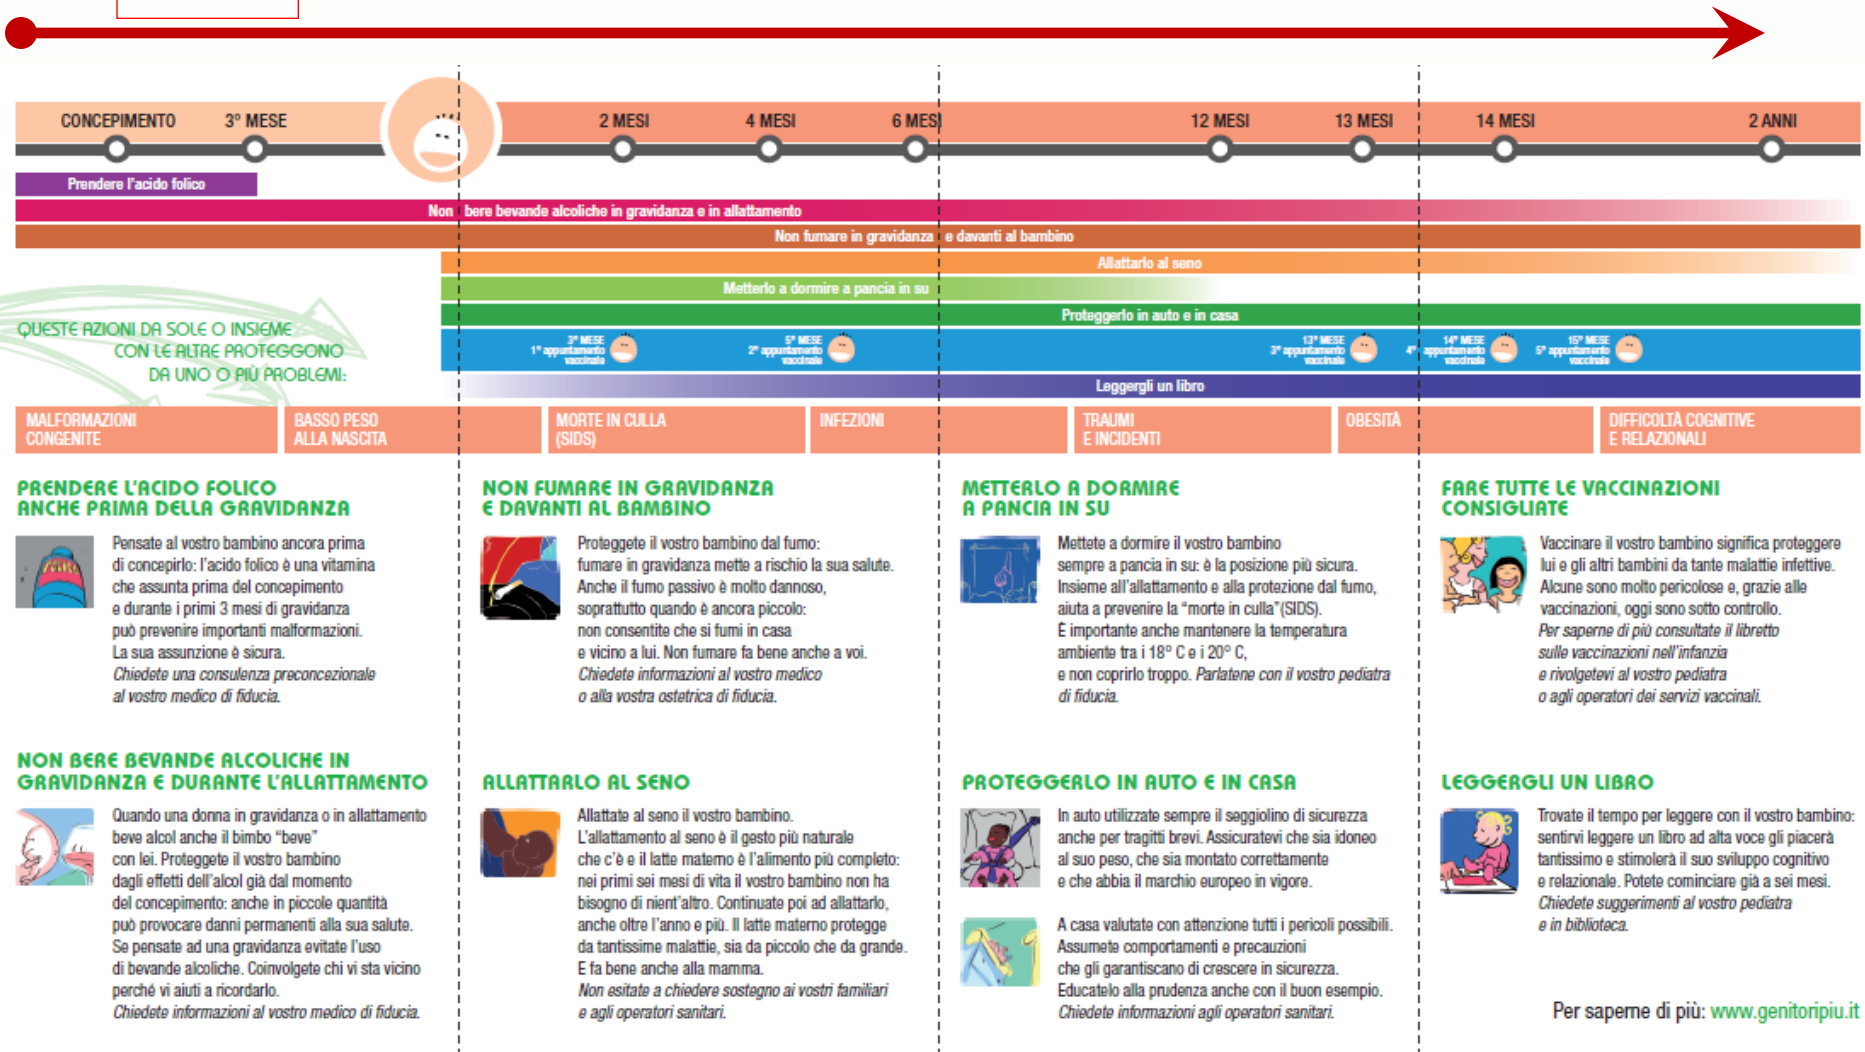 CONCEPIMENTO
3° MESE
2 MESI
4 MESI
6 MESI
12 MESI
13 MESI
14 MESI
2 ANNI
Prendere l'acido folico
Non bere bevande alcoliche in gravidanza e in allattamento
Non fumare in gravidanza e davanti al bambino
Allattarlo al seno
Metterlo a dormire a pancia in su
Proteggerlo in auto e in casa
3° MESE
1° appuntamento
vaccinale
5° MESE
2° appuntamento
vaccinale
13° MESE
3° appuntamento
vaccinale
14° MESE
4° appuntamento
vaccinale
15° MESE
5° appuntamento
vaccinale
Leggergli un libro
QUESTE AZIONI DA SOLE O INSIEME
CON LE ALTRE PROTEGGONO
DA UNO O PIÙ PROBLEMI:
MALFORMAZIONI
CONGENITE
BASSO PESO
ALLA NASCITA
MORTE IN CULLA
(SIDS)
INFEZIONI
TRAUMI
E INCIDENTI
OBESITÀ
DIFFICOLTÀ COGNITIVE
E RELAZIONALI
PRENDERE L'ACIDO FOLICO
ANCHE PRIMA DELLA GRAVIDANZA
Pensate al vostro bambino ancora prima
di concepirlo: l'acido folico è una vitamina
che assunta prima del concepimento
e durante i primi 3 mesi di gravidanza
può prevenire importanti malformazioni.
La sua assunzione è sicura.
Chiedete una consulenza preconcezionale
al vostro medico di fiducia.
NON BERE BEVANDE ALCOLICHE IN
GRAVIDANZA E DURANTE L'ALLATTAMENTO
Quando una donna in gravidanza o in allattamento
beve alcol anche il bimbo "beve"
con lei. Proteggete il vostro bambino
dagli effetti dell'alcol già dal momento
del concepimento: anche in piccole quantità
può provocare danni permanenti alla sua salute.
Se pensate ad una gravidanza evitate l'uso
di bevande alcoliche. Coinvolgete chi vi sta vicino
perché vi aiuti a ricordarlo.
Chiedete informazioni al vostro medico di fiducia.
NON FUMARE IN GRAVIDANZA
E DAVANTI AL BAMBINO
Proteggete il vostro bambino dal fumo:
fumare in gravidanza mette a rischio la sua salute.
Anche il fumo passivo è molto dannoso,
soprattutto quando è ancora piccolo:
non consentite che si fumi in casa
e vicino a lui. Non fumare fa bene anche a voi.
Chiedete informazioni al vostro medico
o alla vostra ostetrica di fiducia.
ALLATTARLO AL SENO
Allattate al seno il vostro bambino.
L'allattamento al seno è il gesto più naturale
che c'è e il latte materno è l'alimento più completo:
nei primi sei mesi di vita il vostro bambino non ha
bisogno di nient'altro. Continuate poi ad allattarlo,
anche oltre l'anno e più. Il latte materno protegge
da tantissime malattie, sia da piccolo che da grande.
E fa bene anche alla mamma.
Non esitate a chiedere sostegno ai vostri familiari
e agli operatori sanitari.
METTERLO A DORMIRE
A PANCIA IN SU
Mettete a dormire il vostro bambino
sempre a pancia in su: è la posizione più sicura.
Insieme all'allattamento e alla protezione dal fumo,
aiuta a prevenire la "morte in culla"(SIDS).
È importante anche mantenere la temperatura
ambiente tra i 18° C e i 20° C,
e non coprirlo troppo. Parlatene con il vostro pediatra
di fiducia.
PROTEGGERLO IN AUTO E IN CASA
In auto utilizzate sempre il seggiolino di sicurezza
anche per tragitti brevi. Assicuratevi che sia idoneo
al suo peso, che sia montato correttamente
e che abbia il marchio europeo in vigore.
A casa valutate con attenzione tutti i pericoli possibili.
Assumete comportamenti e precauzioni
che gli garantiscano di crescere in sicurezza.
Educatelo alla prudenza anche con il buon esempio.
Chiedete informazioni agli operatori sanitari.
FARE TUTTE LE VACCINAZIONI
CONSIGLIATE
Vaccinare il vostro bambino significa proteggere
lui e gli altri bambini da tante malattie infettive.
Alcune sono molto pericolose e, grazie alle
vaccinazioni, oggi sono sotto controllo.
Per saperne di più consultate il libretto
sulle vaccinazioni nell'infanzia
e rivolgetevi al vostro pediatra
o agli operatori dei servizi vaccinali.
LEGGERGLI UN LIBRO
Trovate il tempo per leggere con il vostro bambino:
sentirvi leggere un libro ad alta voce gli piacerà
tantissimo e stimolerà il suo sviluppo cognitivo
e relazionale. Potete cominciare già a sei mesi.
Chiedete suggerimenti al vostro pediatra
e in biblioteca.
Per saperne di più: www.genitoripiu.it